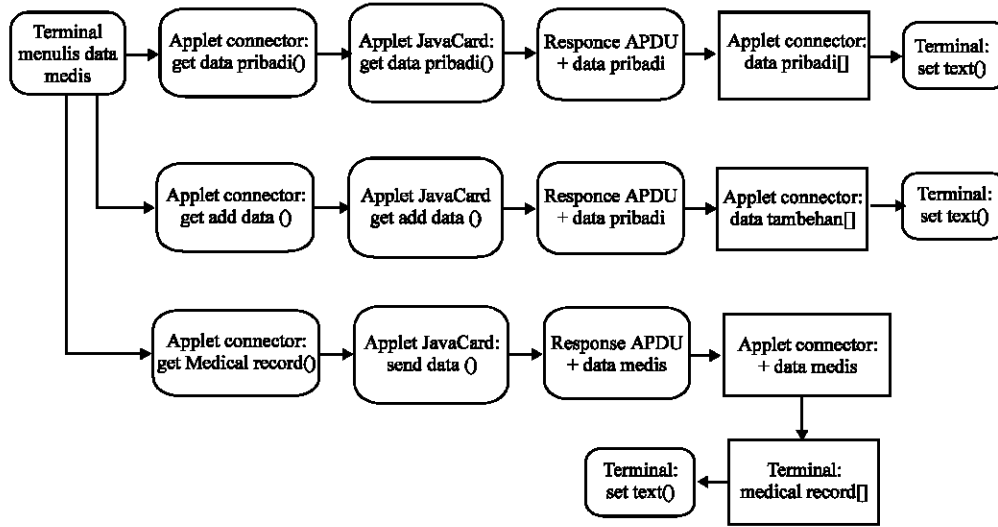 Terminal
menulis data
medis
Applet connector:
get data pribadi()
Applet JavaCard:
get data pribadi()
Responce APDU
+ data pribadi
Applet connector:
data pribadi[]
Terminal:
set text()
Applet connector:
get add data ()
Applet JavaCard
get add data ()
Responce APDU
+ data pribadi
Applet connector:
data tambehan[]
Terminal:
set text()
Applet connector:
get Medical record()
Applet JavaCard:
send data ()
Response APDU
+ data medis
Applet connector:
+ data medis
Terminal:
set text()
Terminal:
medical record[]